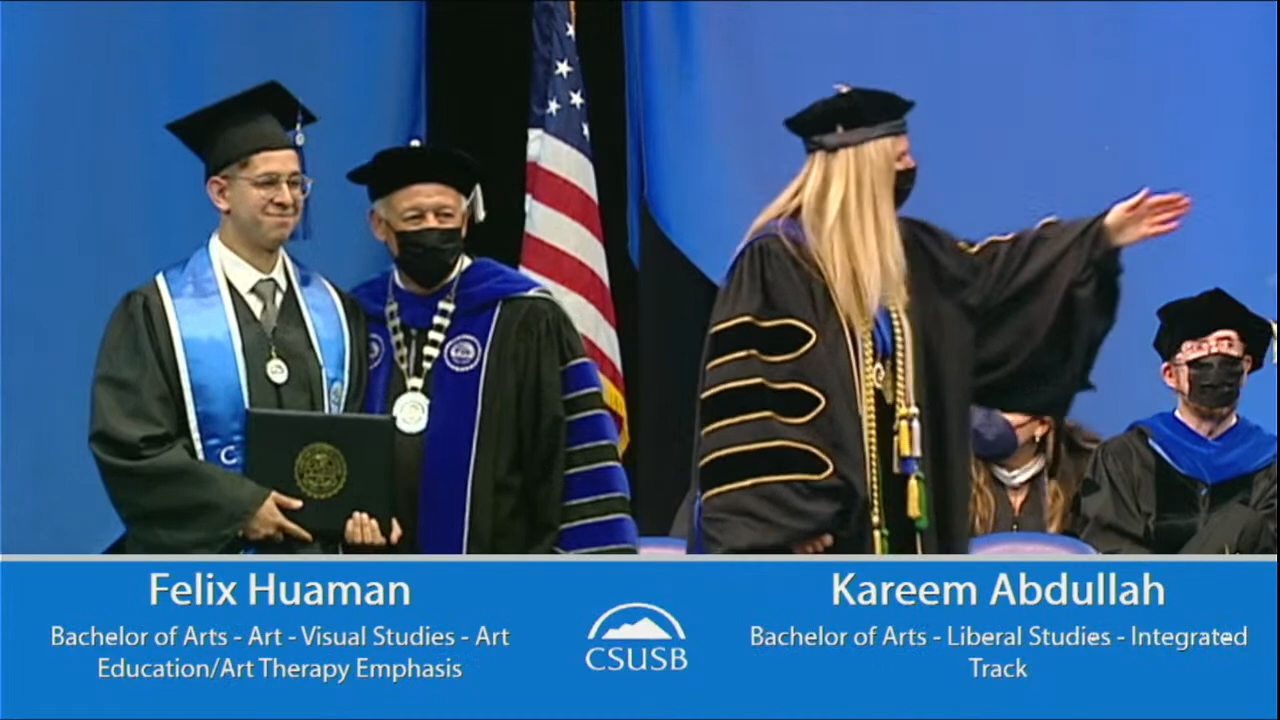 Felix Huaman
Bachelor of Arts - Art - Visual Studies - Art
Education/Art Therapy Emphasis
CSUSB
Kareem Abdullah
Bachelor of Arts - Liberal Studies - Integrated
Track